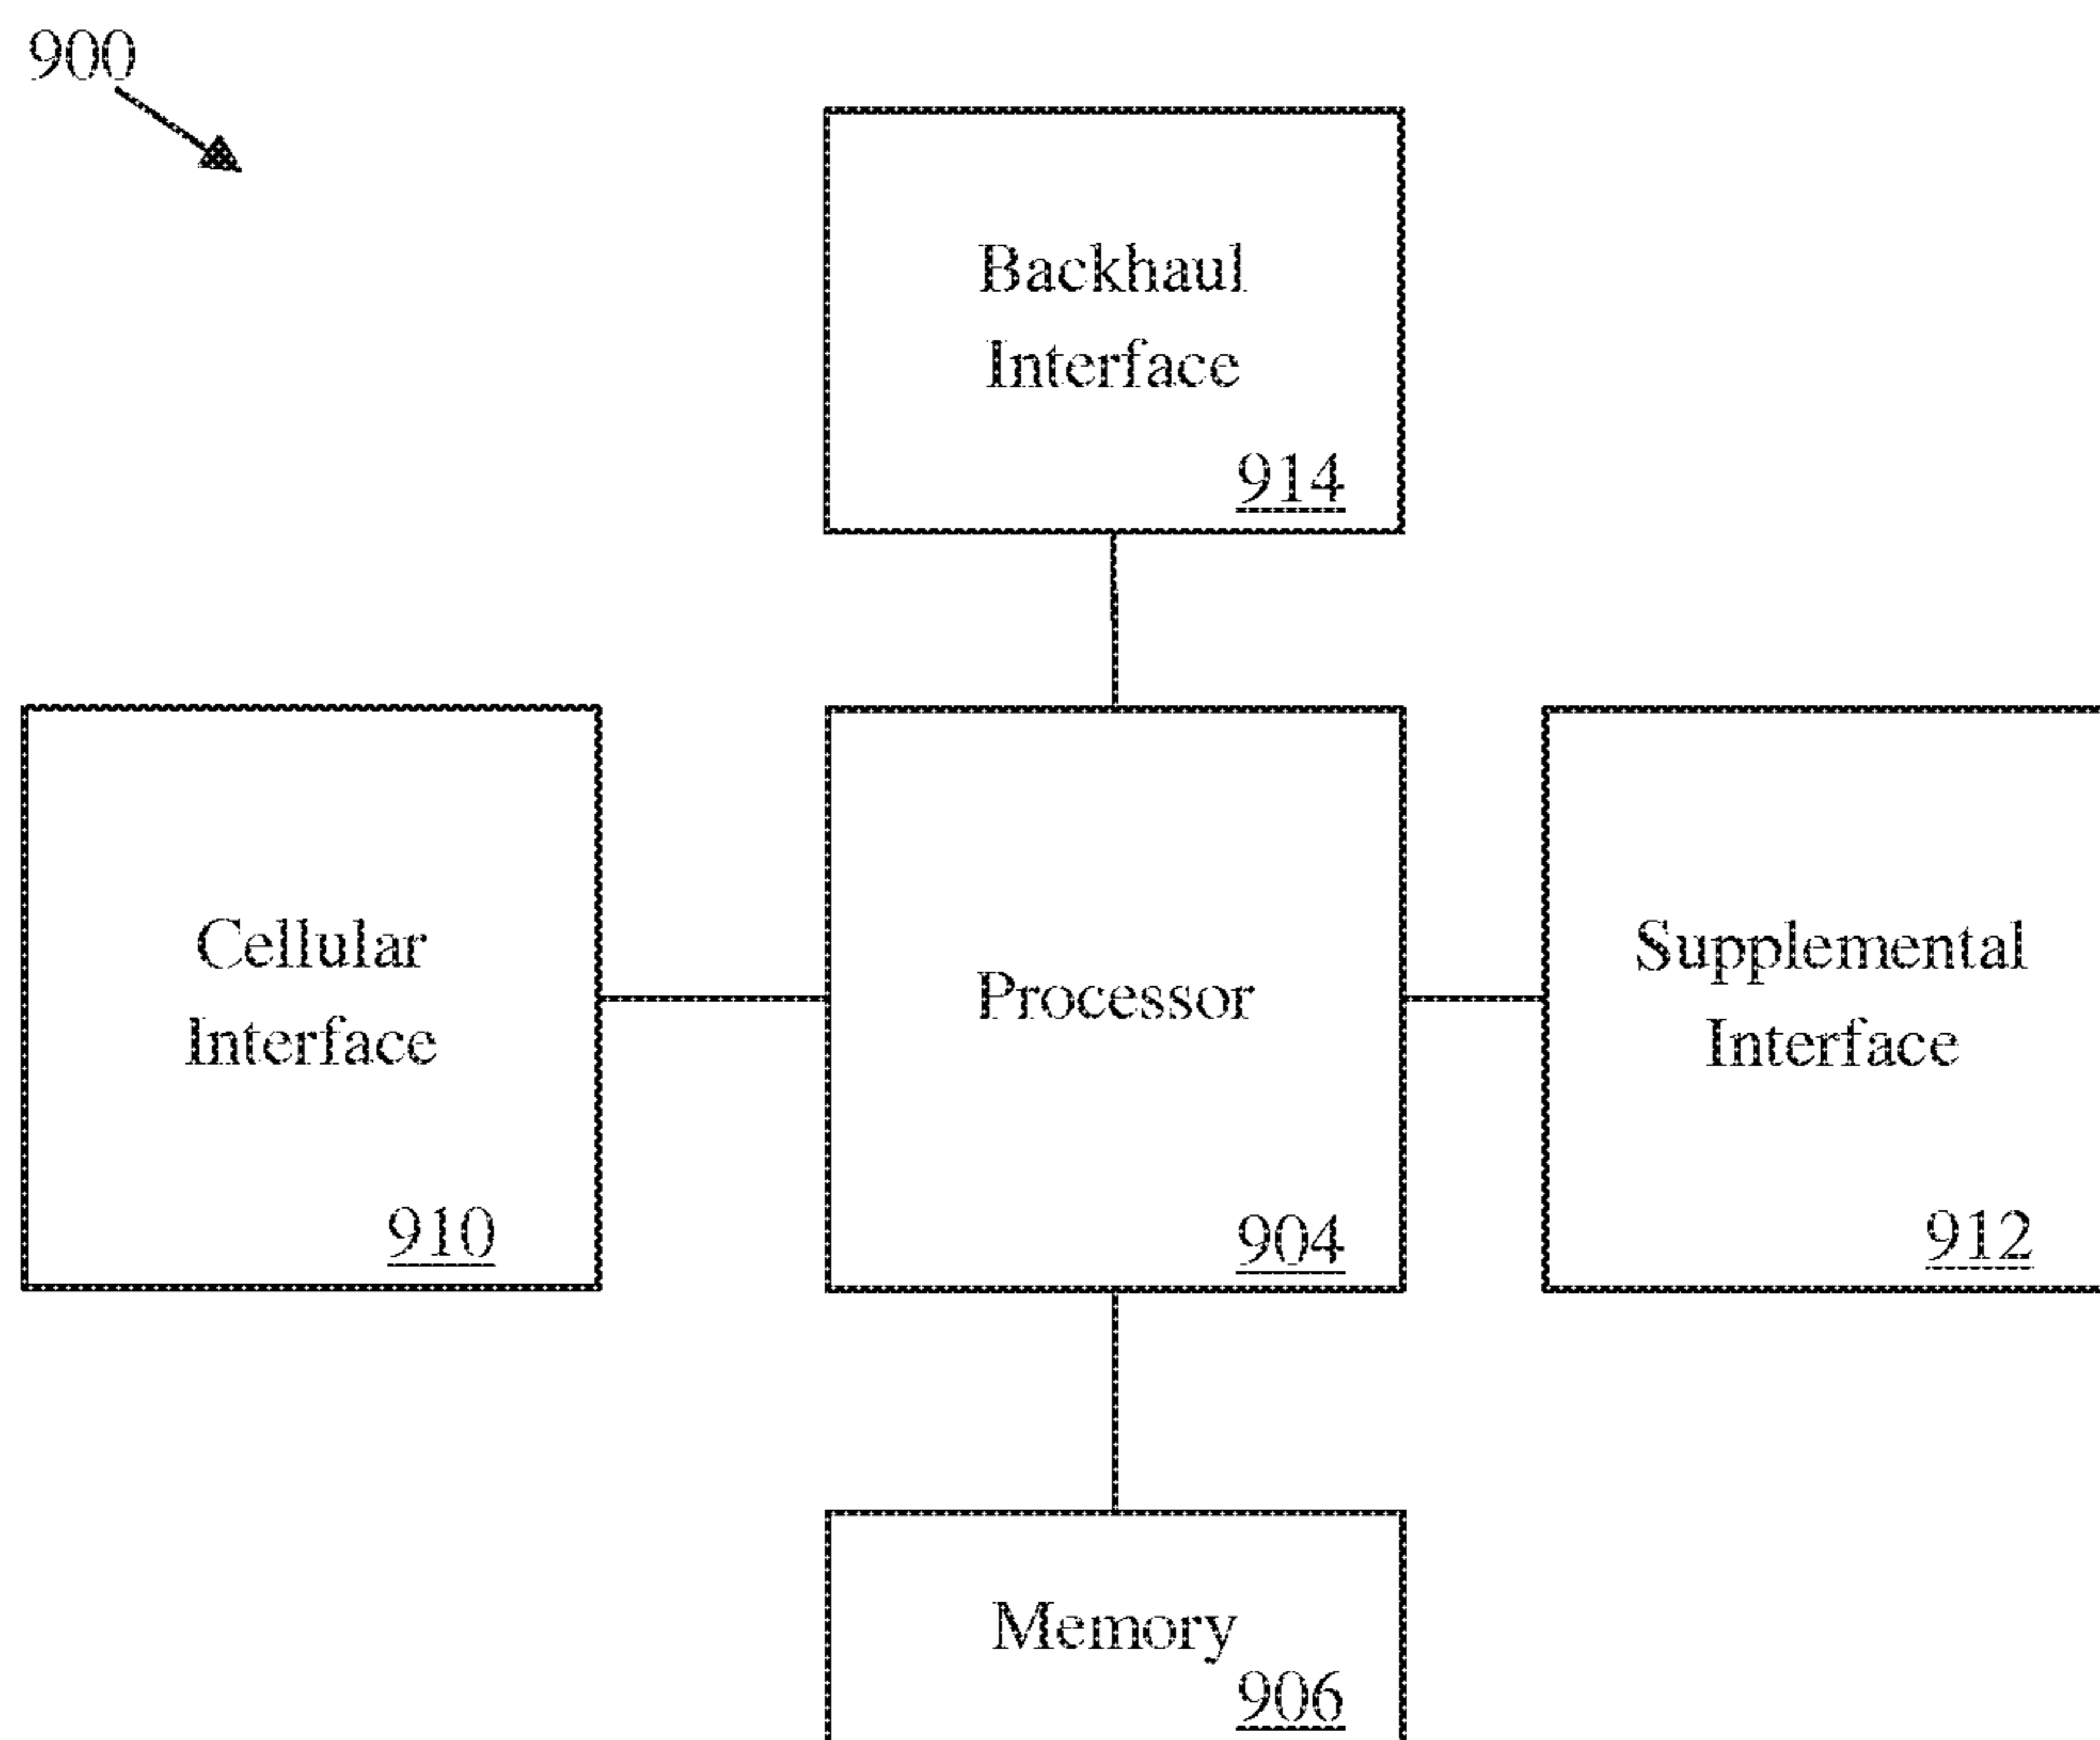 900
Backhaul
Interface
914
Cellular
Interface
910
Processor
904
Supplemental
Interface
912
Memory
906